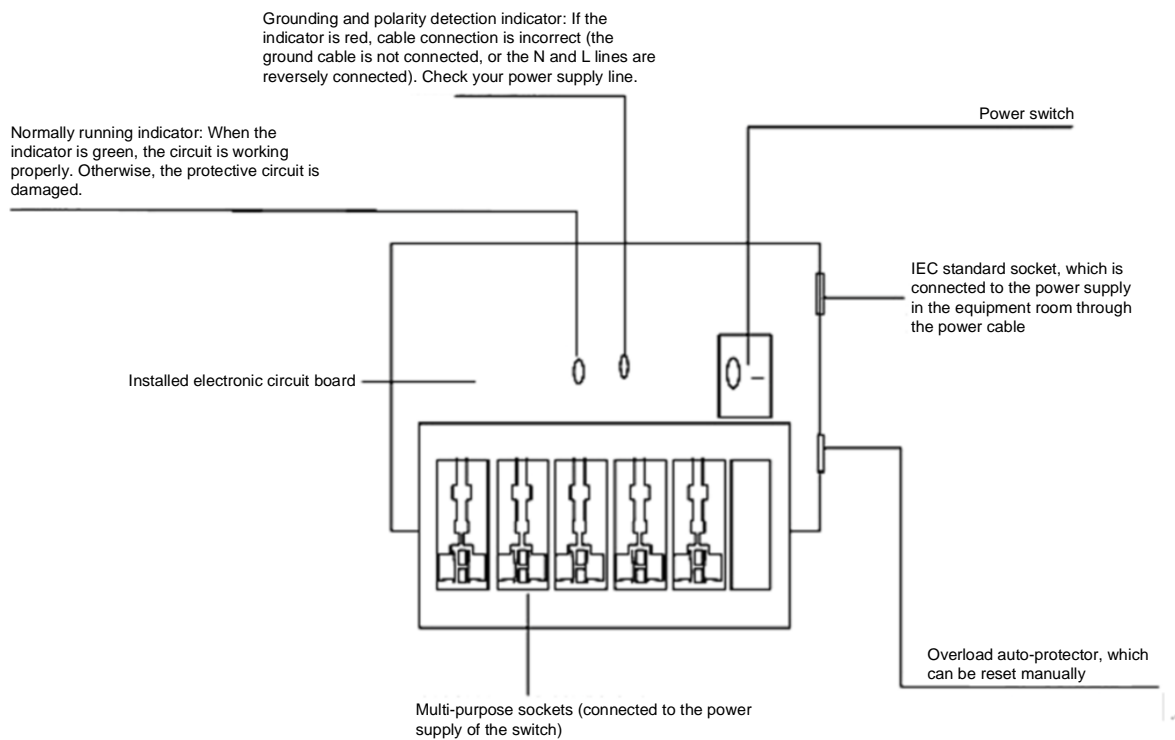 Grounding and polarity detection indicator: If the
indicator is red, cable connection is incorrect (the
ground cable is not connected, or the N and L lines are
reversely connected). Check your power supply line.
Power switch
Normally running indicator: When the
indicator is green, the circuit is working
properly. Otherwise, the protective circuit is
damaged.
IEC standard socket, which is
connected to the power supply
in the equipment room through
the power cable
Installed electronic circuit board
Overload auto-protector, which
can be reset manually
Multi-purpose sockets (connected to the power
supply of the switch)